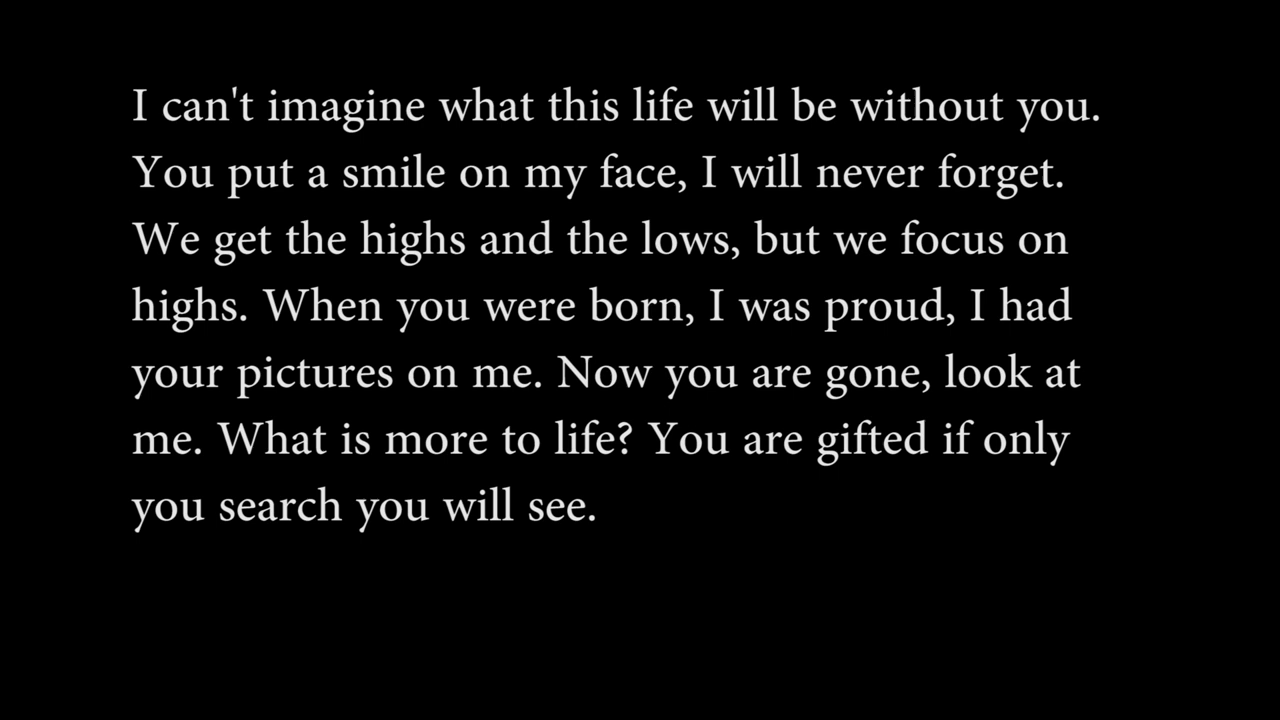 I can't imagine what this life will be without you.
You put a smile on my face, I will never forget.
We get the highs and the lows, but we focus on
highs. When you were born, I was proud, I had
your pictures on me. Now you are gone, look at
me. What is more to life? You are gifted if only
you search you will see.